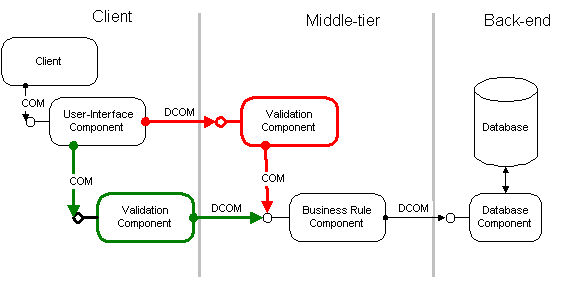 Client
Middle-tier
Back-end
Client
COM
User-Interface
Component
DCOM
Validation
Component
Database
COM
COM
Validation
Component
DCOM
Business Rule
Component
DCOM
Database
Component